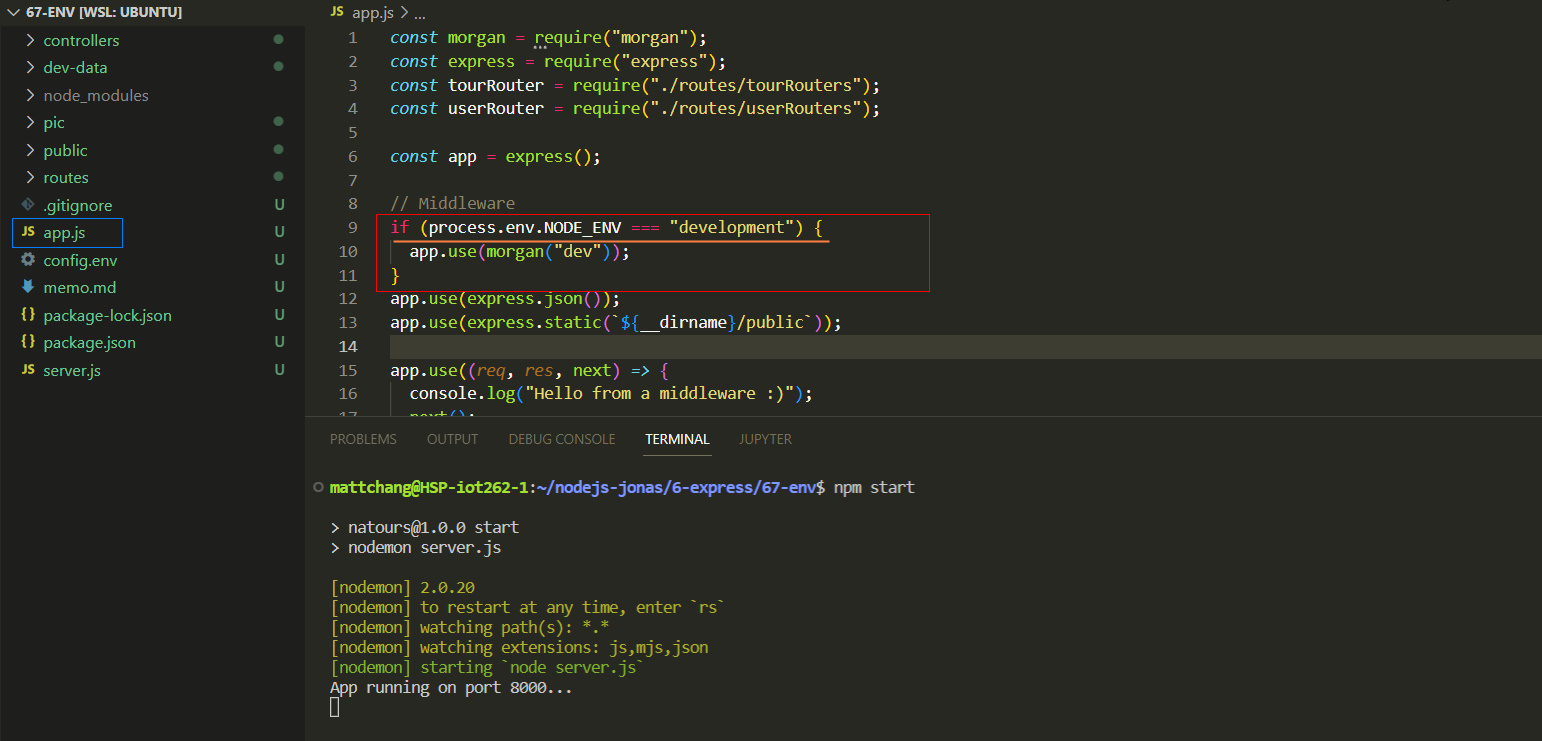 67-ENV [WSL: UBUNTU]
controllers
dev-data
node_modules
pic
public
routes
.gitignore U
JS app.js U
config.env U
memo.md U
{} package-lock.json U
{} package.json U
JS server.js U
JS app.js > ...
1 const morgan = require("morgan");
2 const express = require("express");
3 const tourRouter = require("./routes/tourRouters");
4 const userRouter = require("./routes/userRouters");
5
6 const app = express();
7
8 // Middleware
9 if (process.env.NODE_ENV === "development") {
10 app.use(morgan("dev"));
11 }
12 app.use(express.json());
13 app.use(express.static(`${__dirname}/public`));
14
15 app.use((req, res, next) => {
16 console.log("Hello from a middleware :)");
17 next();
PROBLEMS OUTPUT DEBUG CONSOLE TERMINAL JUPYTER
mattchang@HSP-iot262-1:~/nodejs-jonas/6-express/67-env$ npm start
> natours@1.0.0 start
> nodemon server.js
[nodemon] 2.0.20
[nodemon] to restart at any time, enter `rs`
[nodemon] watching path(s): *.*
[nodemon] watching extensions: js,mjs,json
[nodemon] starting `node server.js`
App running on port 8000...